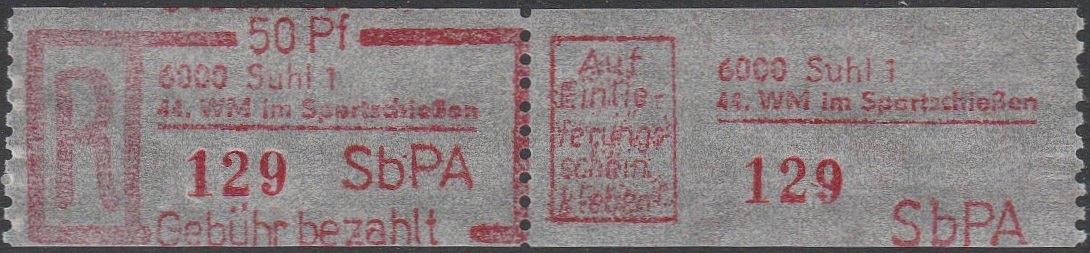 50 Pf
R
6000 Suhl 1
44. WM im Sportschießen
129 SbPA
Gebühr bezahlt
Auf
Einlie-
ferungs-
schein
kleben!
6000 Suhl 1
44. WM im Sportschießen
129
SbPA